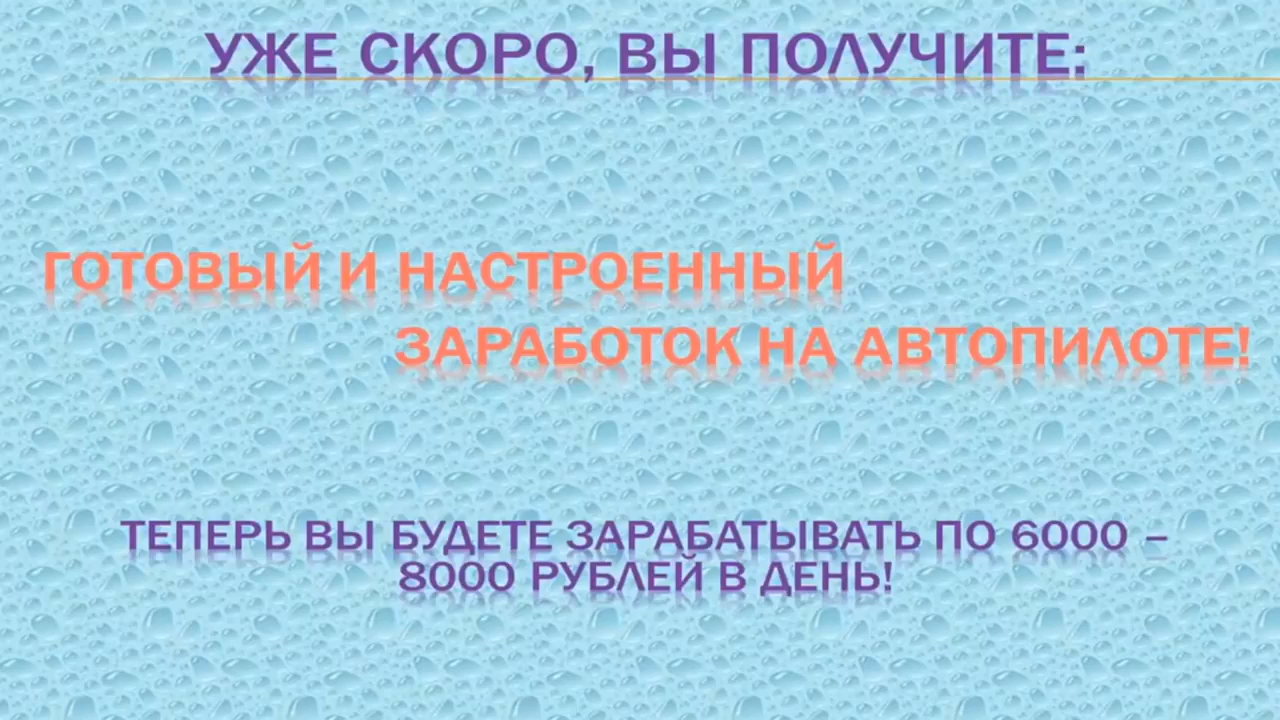 УЖЕ СКОРО, ВЫ ПОЛУЧИТЕ:
ГОТОВЫЙ И НАСТРОЕННЫЙ
ЗАРАБОТОК НА АВТОПИЛОТЕ!
ТЕПЕРЬ ВЫ БУДЕТЕ ЗАРАБАТЫВАТЬ ПО 6000 –
8000 РУБЛЕЙ В ДЕНЬ!